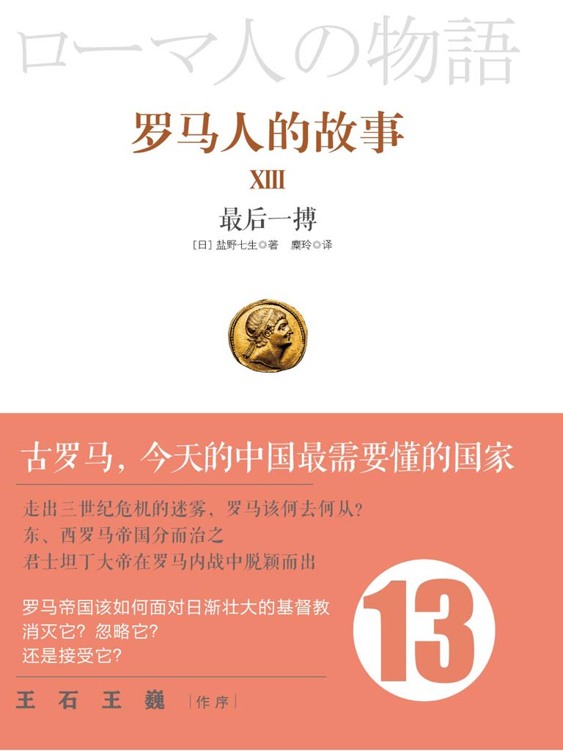 ローマ人の物語
罗马人的故事
XIII
最后一搏
［日］盐野七生◎著 麋玲◎译
古罗马，今天的中国最需要懂的国家
走出三世纪危机的迷雾，罗马该何去何从？
东、西罗马帝国分而治之
君士坦丁大帝在罗马内战中脱颖而出
罗马帝国该如何面对日渐壮大的基督教
消灭它？忽略它？
还是接受它？
13
王 石 王 巍 |作 序|